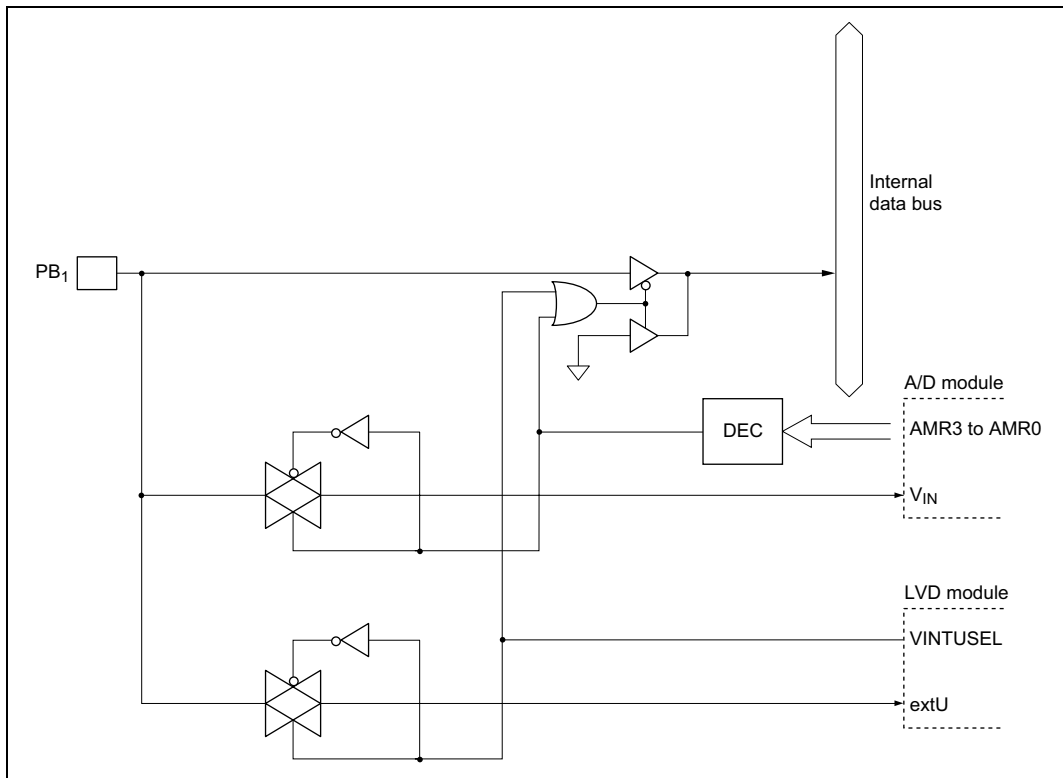 Internal
data bus
PB1
A/D module
DEC
AMR3 to AMR0
VIN
LVD module
VINTUSEL
extU